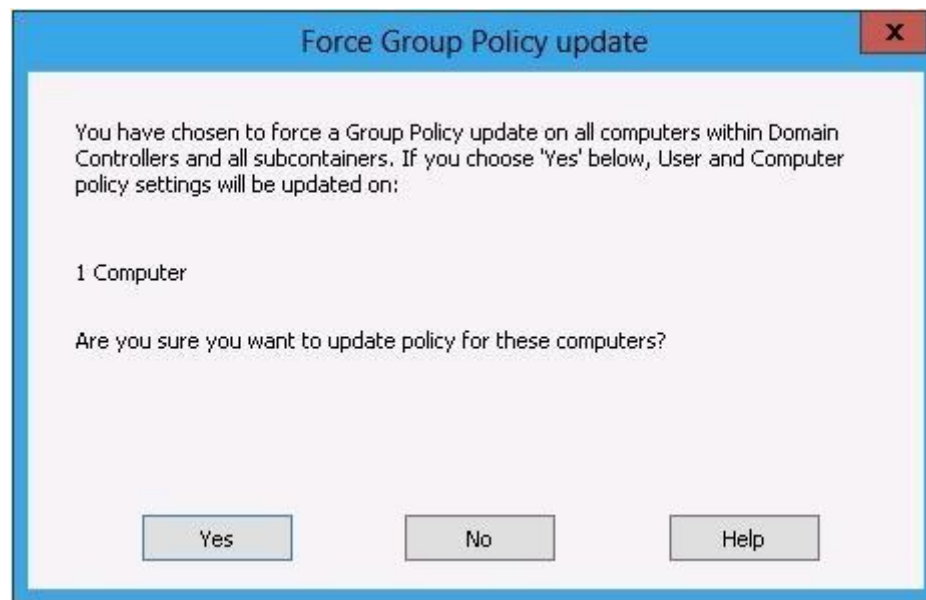 Force Group Policy update
x
You have chosen to force a Group Policy update on all computers within Domain
Controllers and all subcontainers. If you choose 'Yes' below, User and Computer
policy settings will be updated on:
1 Computer
Are you sure you want to update policy for these computers?
Yes No Help